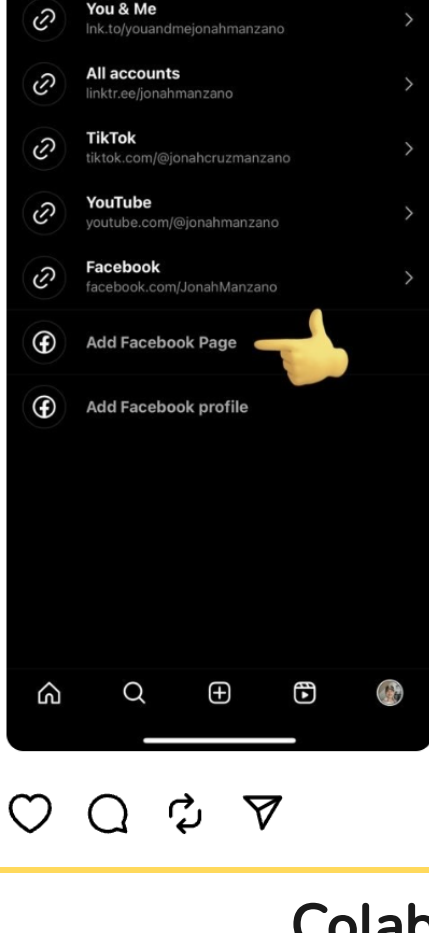 You & Me
lnk.to/youandmejonahmanzano
All accounts
linktr.ee/jonahmanzano
TikTok
tiktok.com/@jonahcruzmanzano
YouTube
youtube.com/@jonahmanzano
Facebook
facebook.com/JonahManzano
Add Facebook Page
Add Facebook profile